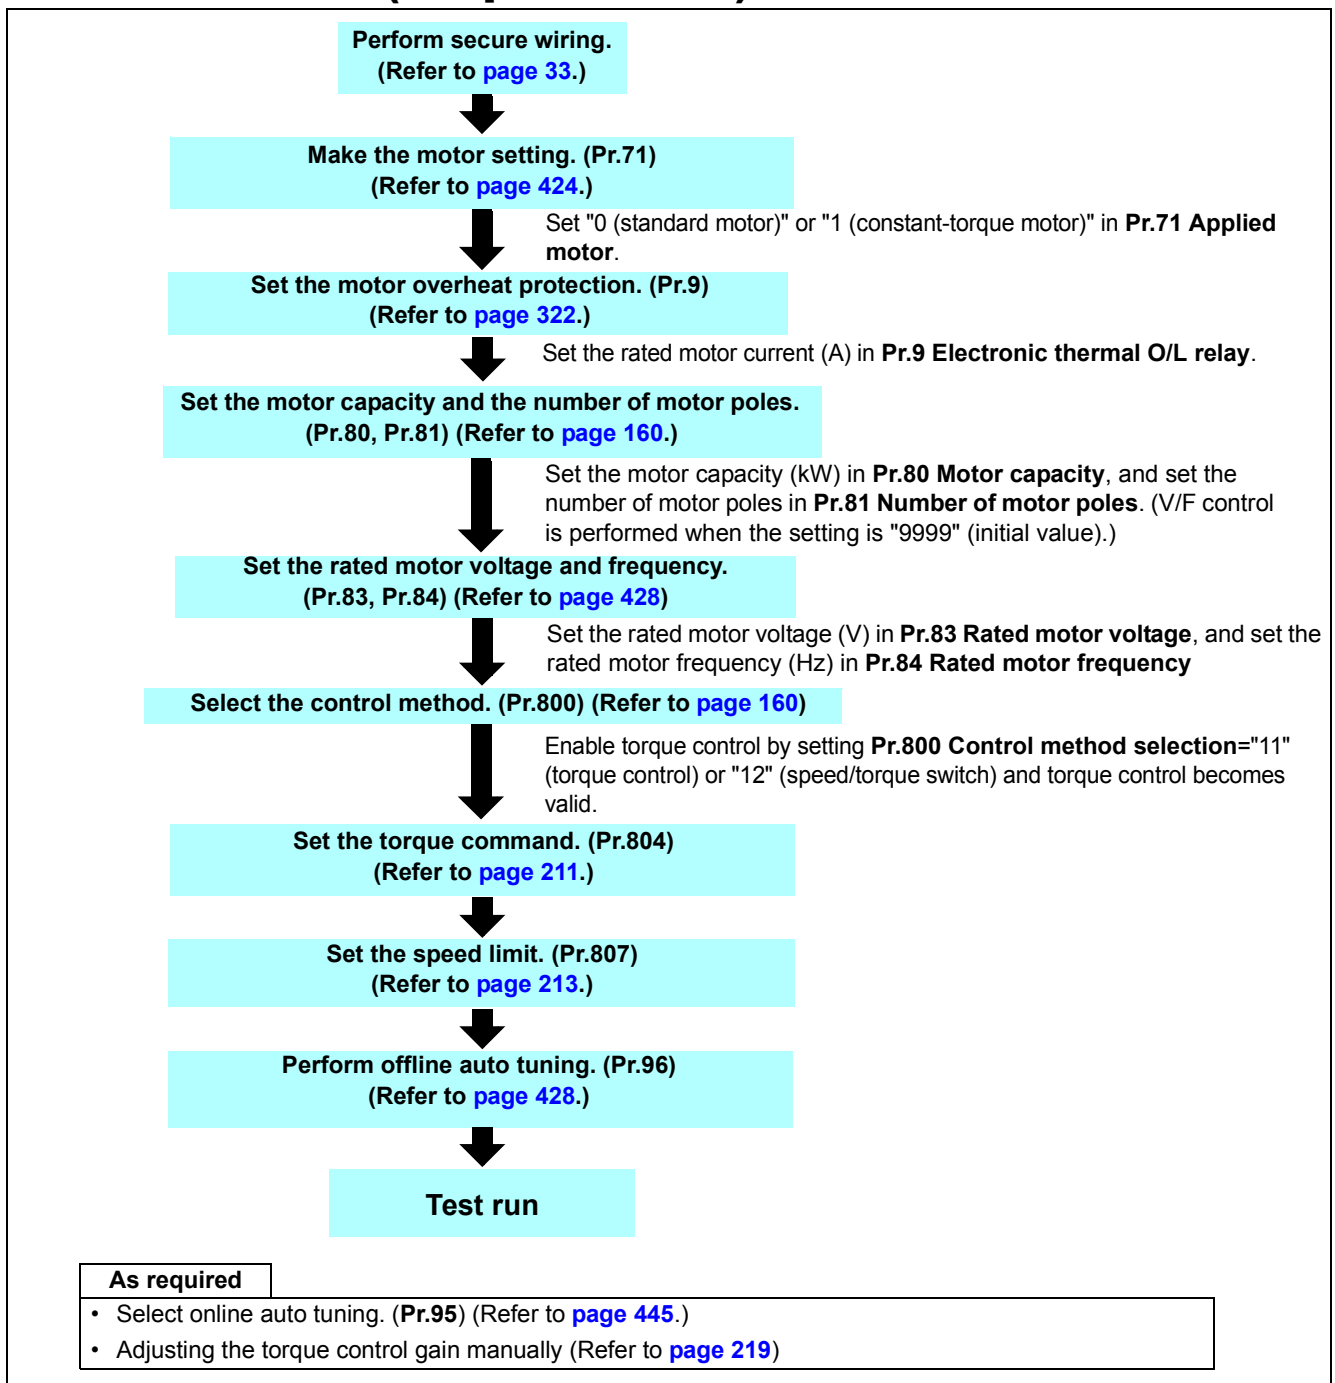 Perform secure wiring.
(Refer to page 33.)
Make the motor setting. (Pr.71)
(Refer to page 424.)
Set "0 (standard motor)" or "1 (constant-torque motor)" in Pr.71 Applied
motor.
Set the motor overheat protection. (Pr.9)
(Refer to page 322.)
Set the rated motor current (A) in Pr.9 Electronic thermal O/L relay.
Set the motor capacity and the number of motor poles.
(Pr.80, Pr.81) (Refer to page 160.)
Set the motor capacity (kW) in Pr.80 Motor capacity, and set the
number of motor poles in Pr.81 Number of motor poles. (V/F control
is performed when the setting is "9999" (initial value).)
Set the rated motor voltage and frequency.
(Pr.83, Pr.84) (Refer to page 428)
Set the rated motor voltage (V) in Pr.83 Rated motor voltage, and set the
rated motor frequency (Hz) in Pr.84 Rated motor frequency
Select the control method. (Pr.800) (Refer to page 160)
Enable torque control by setting Pr.800 Control method selection="11"
(torque control) or "12" (speed/torque switch) and torque control becomes
valid.
Set the torque command. (Pr.804)
(Refer to page 211.)
Set the speed limit. (Pr.807)
(Refer to page 213.)
Perform offline auto tuning. (Pr.96)
(Refer to page 428.)
Test run
As required
• Select online auto tuning. (Pr.95) (Refer to page 445.)
• Adjusting the torque control gain manually (Refer to page 219)